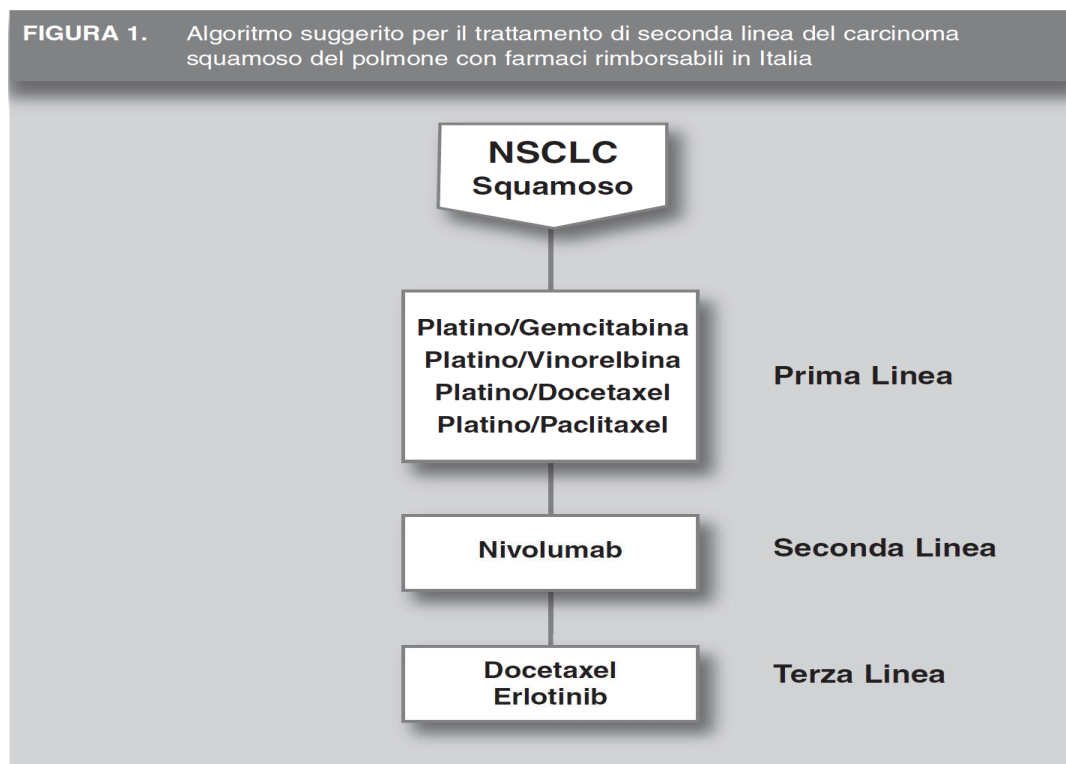 FIGURA 1. Algoritmo suggerito per il trattamento di seconda linea del carcinoma
squamoso del polmone con farmaci rimborsabili in Italia
NSCLC
Squamoso
Platino/Gemcitabina
Platino/Vinorelbina
Platino/Docetaxel
Platino/Paclitaxel
Prima Linea
Nivolumab
Seconda Linea
Docetaxel
Erlotinib
Terza Linea